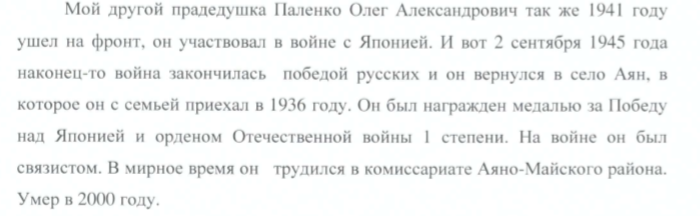 Мой другой прадедушка Паленко Олег Александрович так же 1941 году
ушел на фронт, он участвовал в войне с Японией. И вот 2 сентября 1945 года
наконец-то война закончилась победой русских и он вернулся в село Аян, в
которое он с семьей приехал в 1936 году. Он был награжден медалью за Победу
над Японией и орденом Отечественной войны 1 степени. На войне он был
связистом. В мирное время он трудился в комиссариате Аяно-Майского района.
Умер в 2000 году.